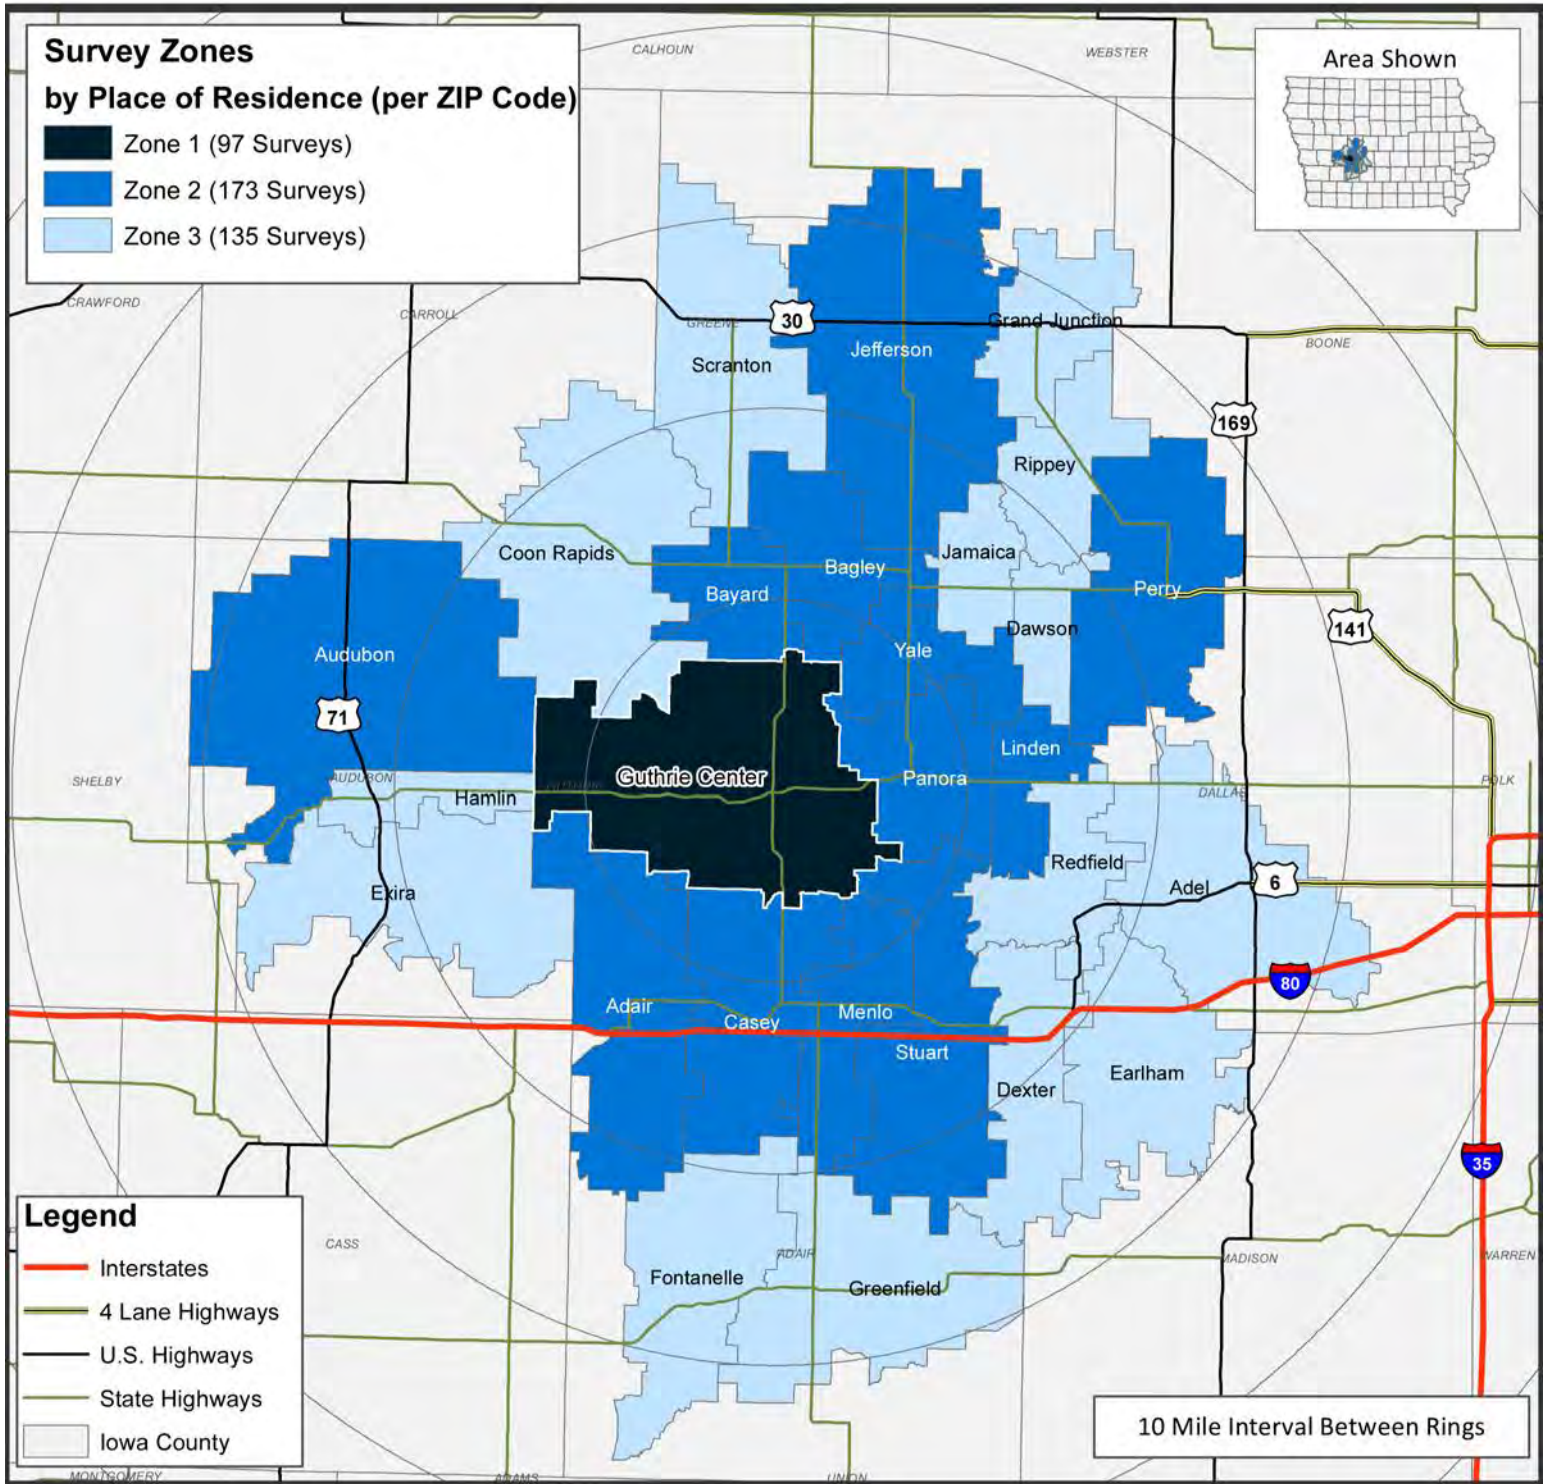 Survey Zones
by Place of Residence (per ZIP Code)
Zone 1 (97 Surveys)
Zone 2 (173 Surveys)
Zone 3 (135 Surveys)
CALHOUN
WEBSTER
Area Shown
CRAWFORD
CARROLL
GREENE
30
Grand Junction
BOONE
Jefferson
Scranton
169
Rippey
Coon Rapids
Jamaica
Bagley
Bayard
Perry
141
Dawson
Yale
Audubon
71
Linden
Guthrie Center
Panora
SHELBY
AUDUBON
Hamlin
DALLAS
POLK
Redfield
Adel
6
Exira
80
Adair
Casey
Menlo
Stuart
Dexter
Earlham
35
Legend
Interstates
4 Lane Highways
U.S. Highways
State Highways
Iowa County
CASS
ADAIR
MADISON
WARREN
Fontanelle
Greenfield
10 Mile Interval Between Rings
MONTGOMERY
ADAMS
UNION